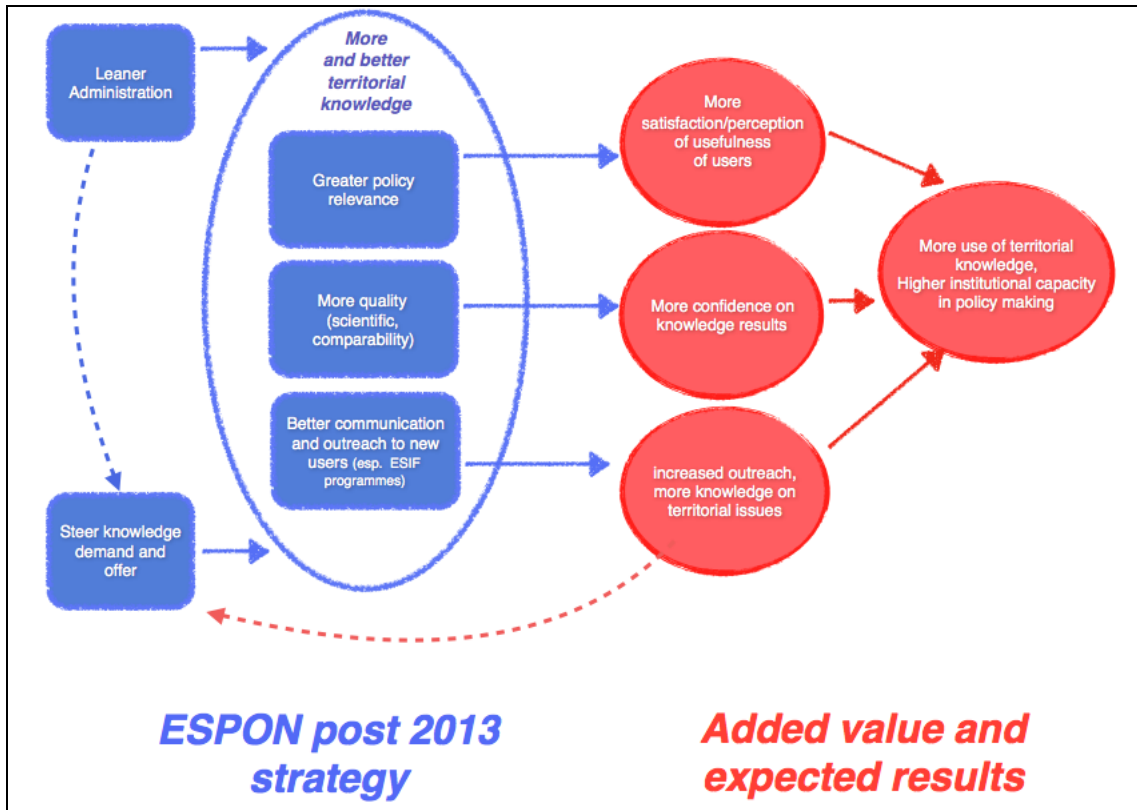 Leaner
Administration
More
and better
territorial
knowledge
Greater policy
relevance
More quality
(scientific,
comparability)
Better communication
and outreach to new
users (esp. ESIF
programmes)
Steer knowledge
demand and
offer
More
satisfaction/perception
of usefulness
of users
More confidence on
knowledge results
increased outreach,
more knowledge on
territorial issues
More use of territorial
knowledge,
Higher institutional capacity
in policy making
ESPON post 2013
strategy
Added value and
expected results